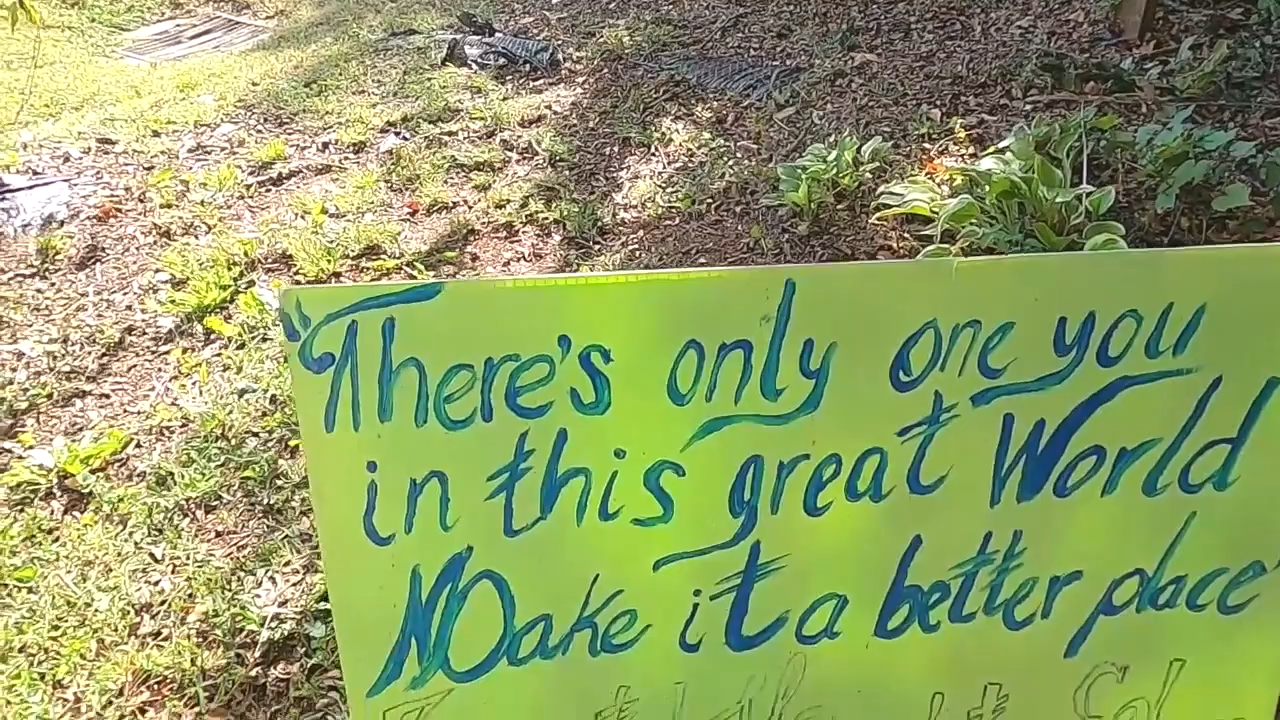 "There's only one you
in this great World
Make it a better place"